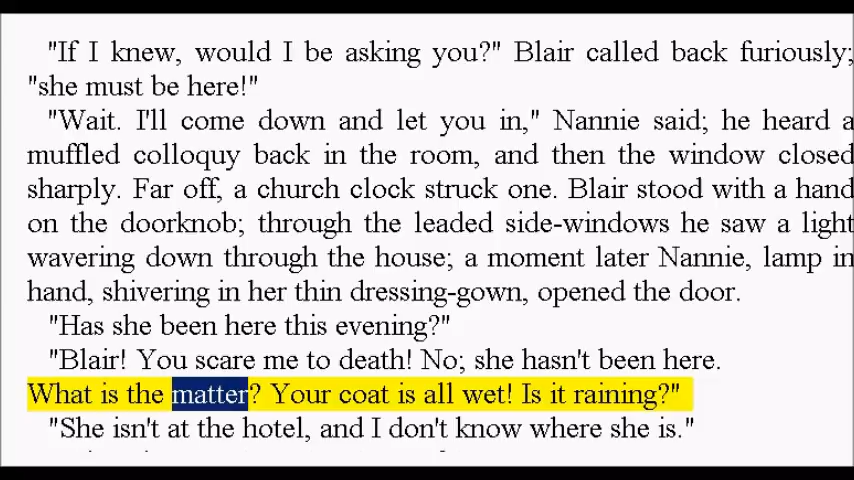 "If I knew, would I be asking you?" Blair called back furiously;
"she must be here!"
"Wait. I'll come down and let you in," Nannie said; he heard a
muffled colloquy back in the room, and then the window closed
sharply. Far off, a church clock struck one. Blair stood with a hand
on the doorknob; through the leaded side-windows he saw a light
wavering down through the house; a moment later Nannie, lamp in
hand, shivering in her thin dressing-gown, opened the door.
"Has she been here this evening?"
"Blair! You scare me to death! No; she hasn't been here.
What is the matter? Your coat is all wet! Is it raining?"
"She isn't at the hotel, and I don't know where she is."